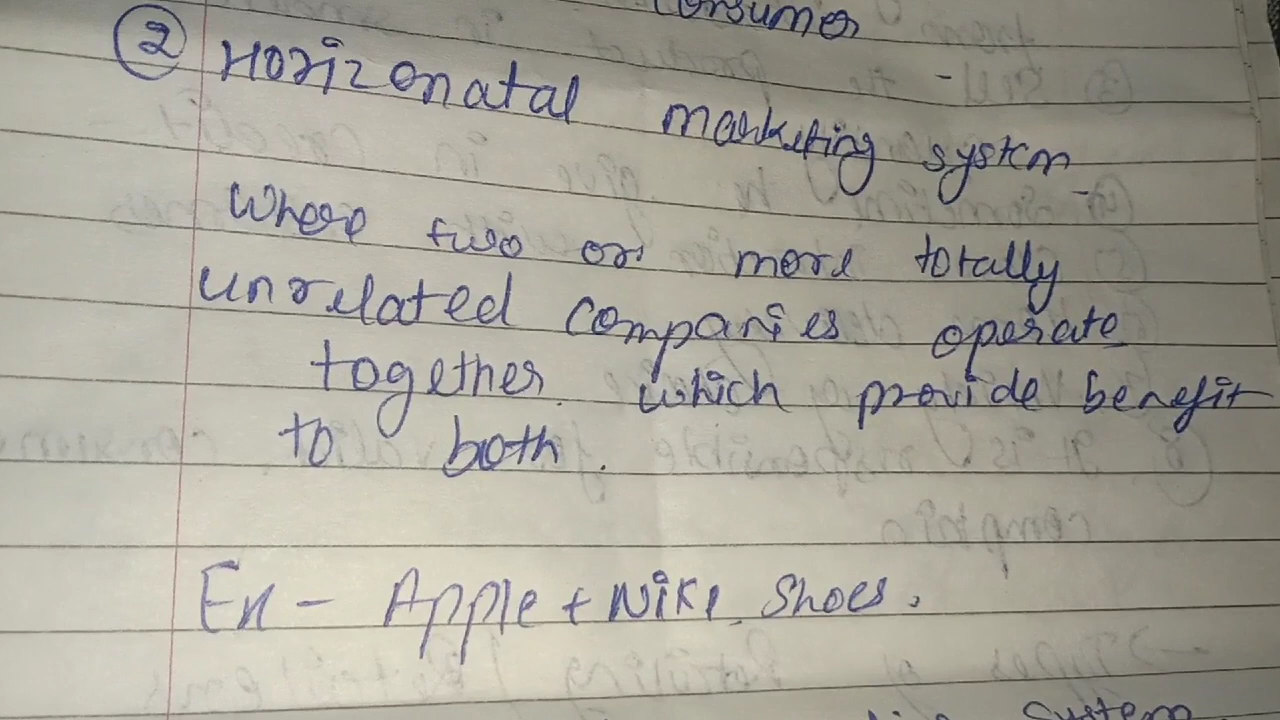 Consumer
② Horizonatal marketing system -
where two or more totally
unrelated companies operate
together. which provide benefit
to both.
Ex - Apple + Nike. Shoes.
System